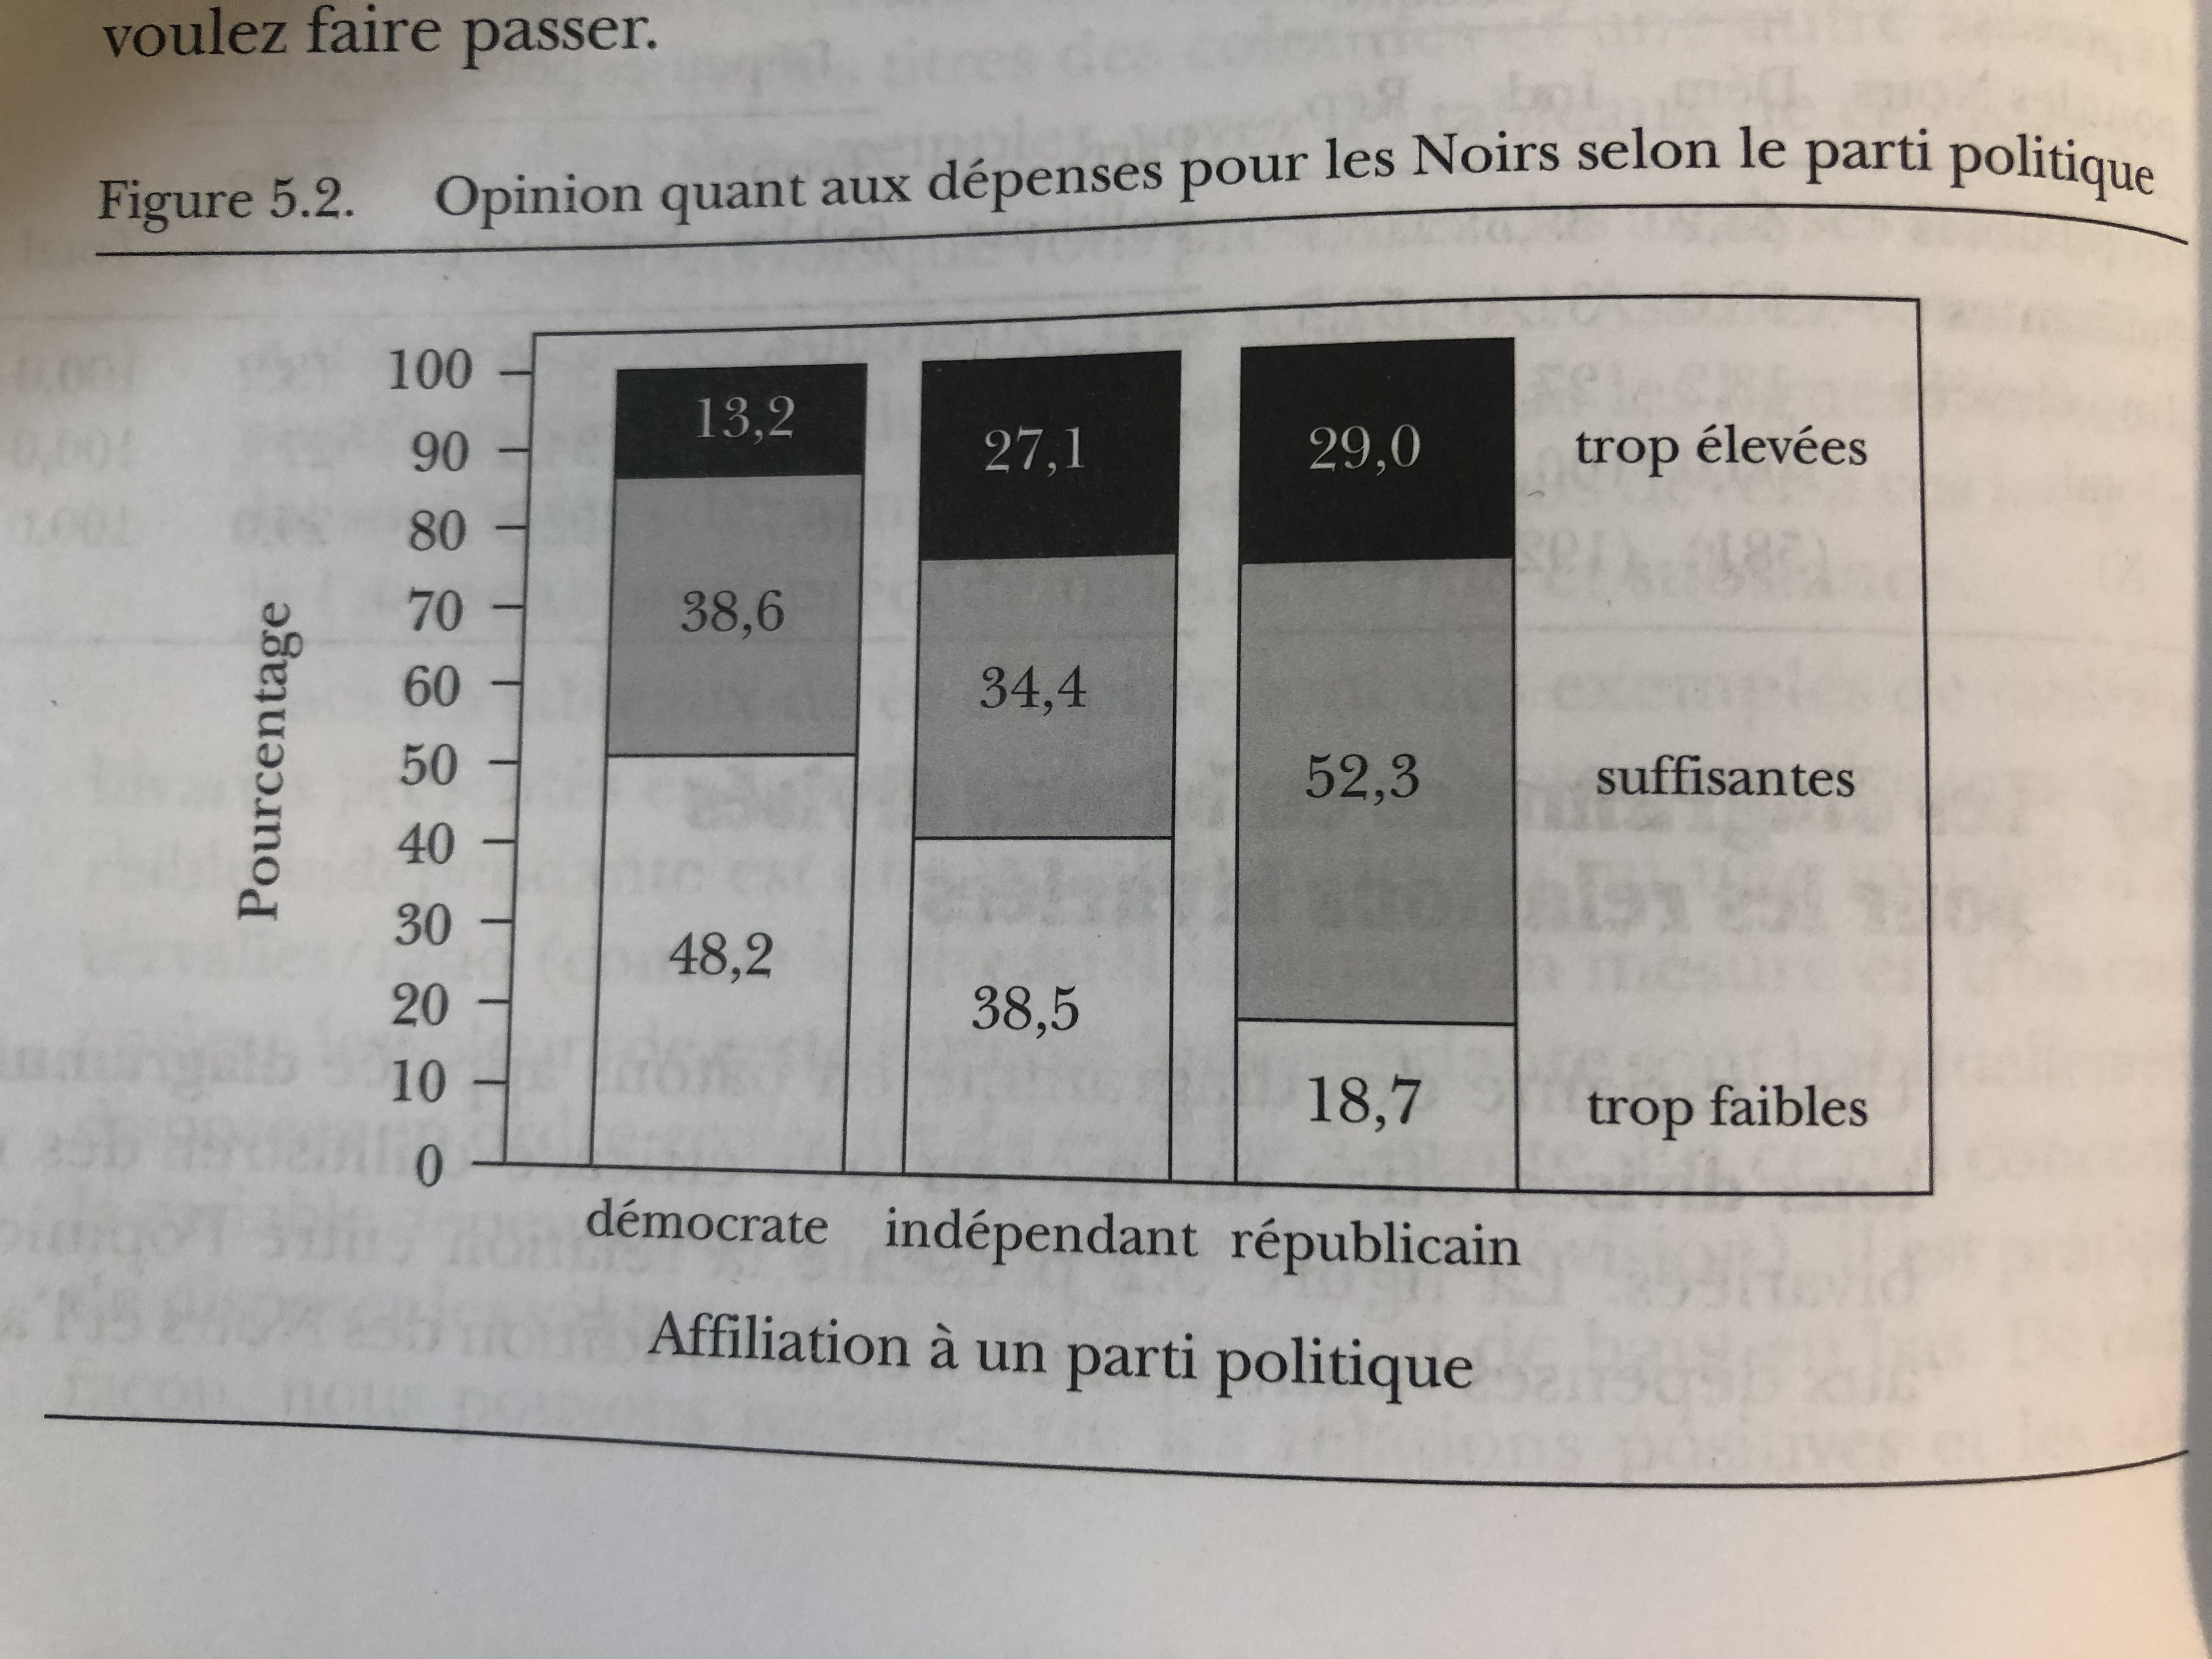 voulez faire passer.
Figure 5.2. Opinion quant aux dépenses pour les Noirs selon le parti politique
Pourcentage
100
90
80
70
60
50
40
30
20
10
0
13,2
38,6
48,2
27,1
34,4
38,5
29,0
52,3
18,7
trop élevées
suffisantes
trop faibles
démocrate indépendant républicain
Affiliation à un parti politique